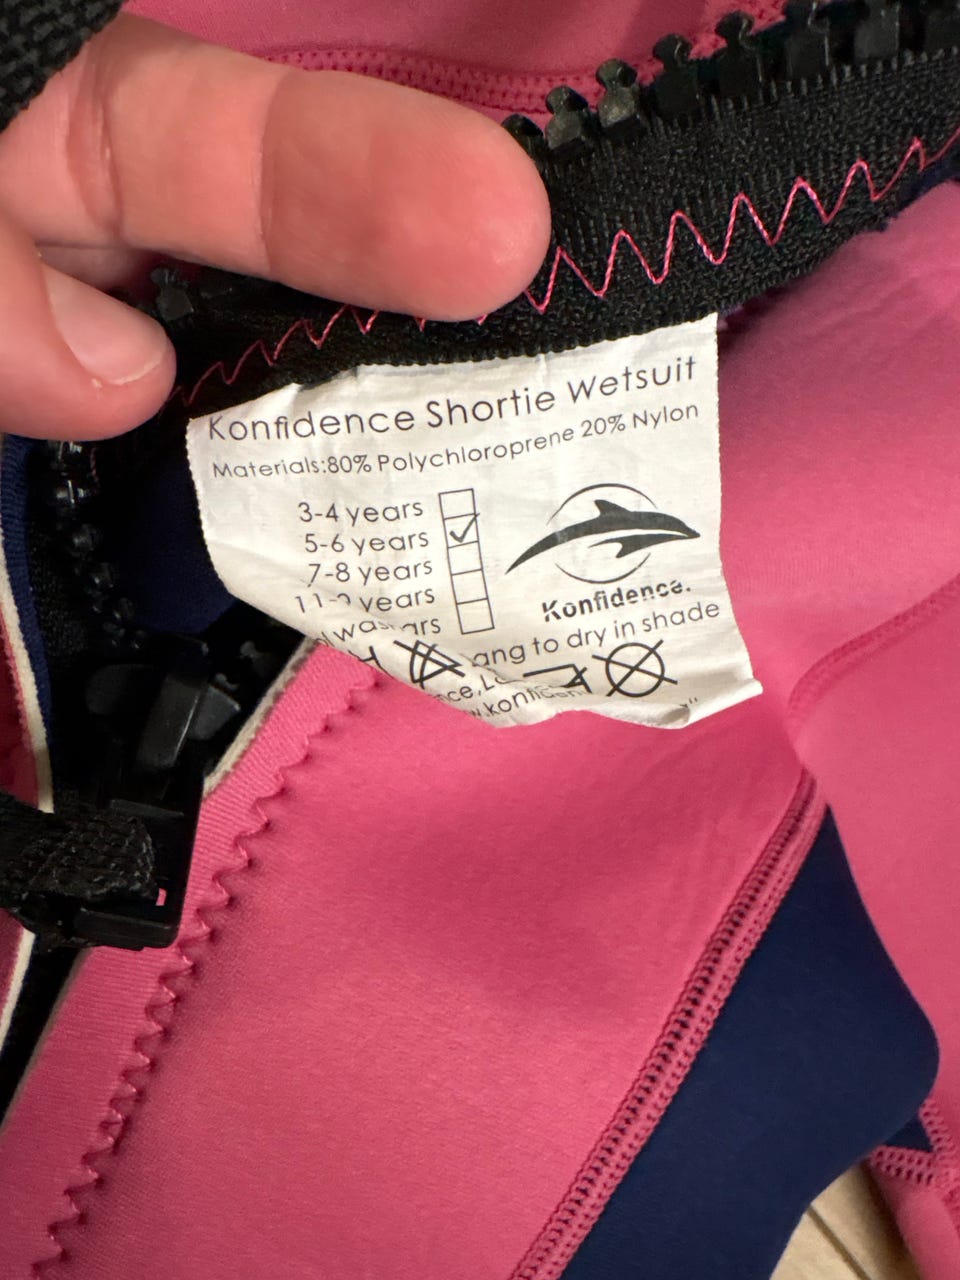 Konfidence Shortie Wetsuit
Materials:80% Polychloroprene 20% Nylon
3-4 years
5-6 years
7-8 years
years
Konfidence.
to dry in shade